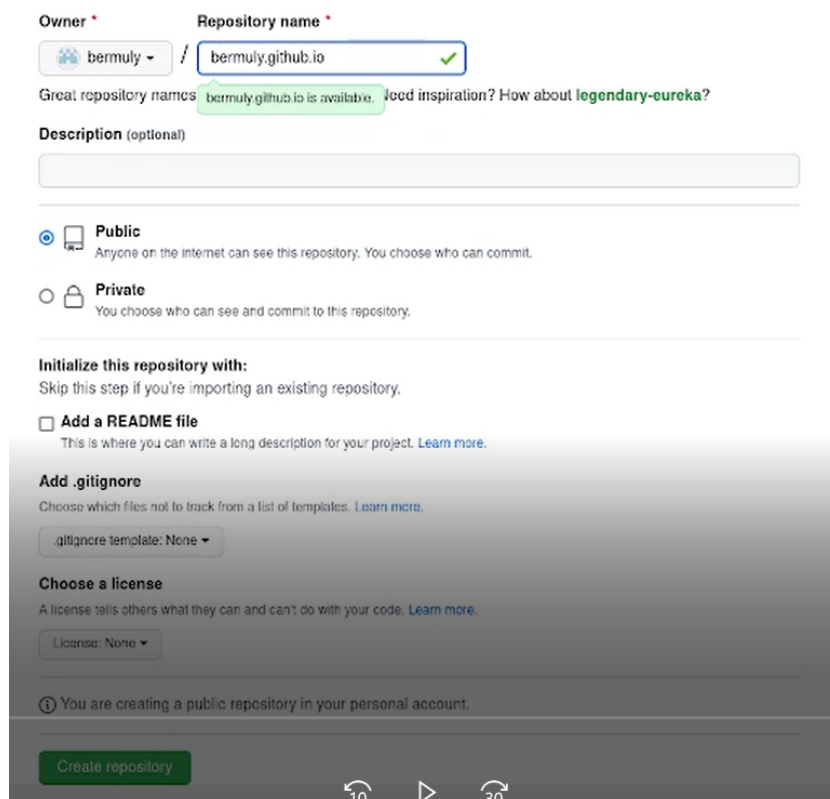 Owner * Repository name *
bermuly / bermuly.github.io
Great repository names bermuly.github.io is available. Need inspiration? How about legendary-eureka?
Description (optional)
Public
Anyone on the internet can see this repository. You choose who can commit.
Private
You choose who can see and commit to this repository.
Initialize this repository with:
Skip this step if you're importing an existing repository.
Add a README file
This is where you can write a long description for your project. Learn more.
Add .gitignore
Choose which files not to track from a list of templates. Learn more.
.gitignore template: None
Choose a license
A license tells others what they can and can't do with your code. Learn more.
License: None
You are creating a public repository in your personal account.
Create repository
10 30